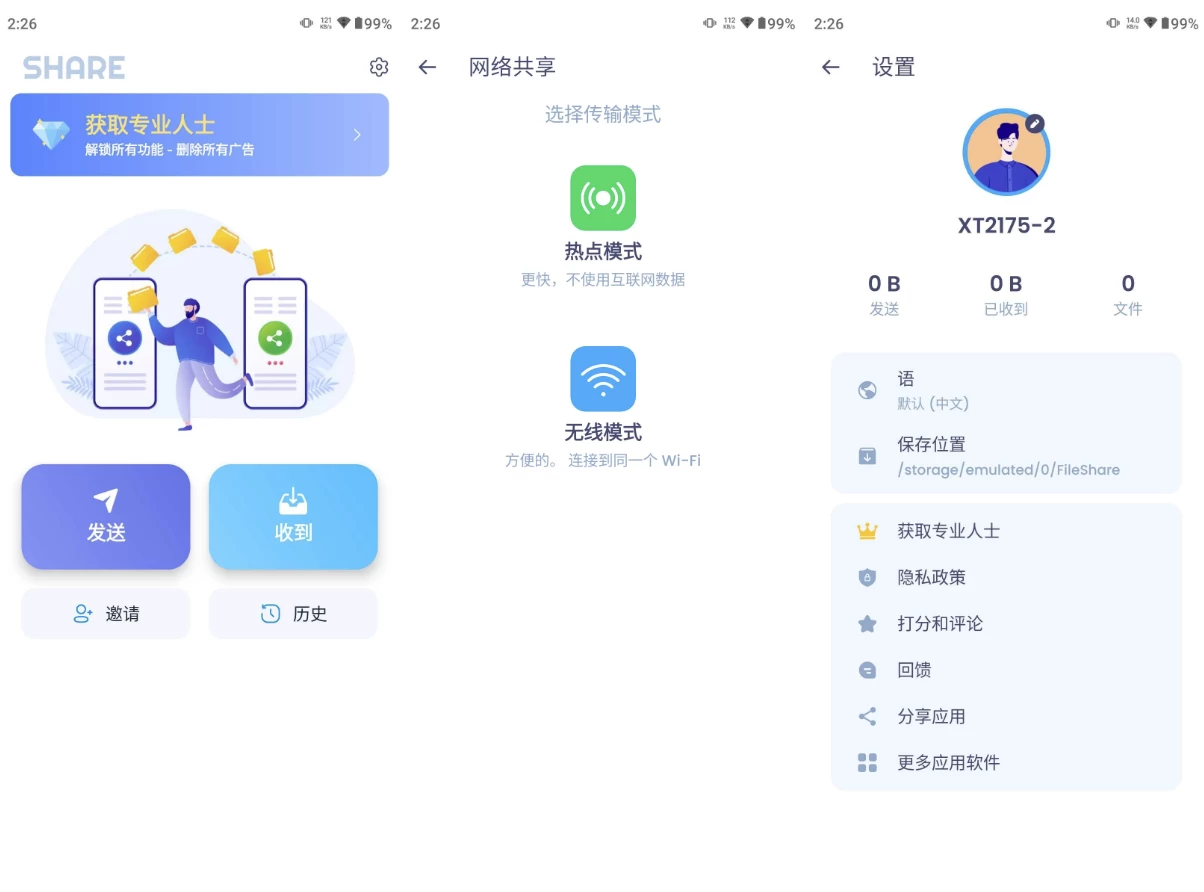 2:26
121 KB/s
99%
SHARE
获取专业人士
解锁所有功能 - 删除所有广告
发送
收到
邀请
历史
2:26
112 KB/s
99%
网络共享
选择传输模式
热点模式
更快，不使用互联网数据
无线模式
方便的。 连接到同一个 Wi-Fi
2:26
14.0 KB/s
99%
设置
XT2175-2
0 B
0 B
0
发送
已收到
文件
语
默认 (中文)
保存位置
/storage/emulated/0/FileShare
获取专业人士
隐私政策
打分和评论
回馈
分享应用
更多应用软件